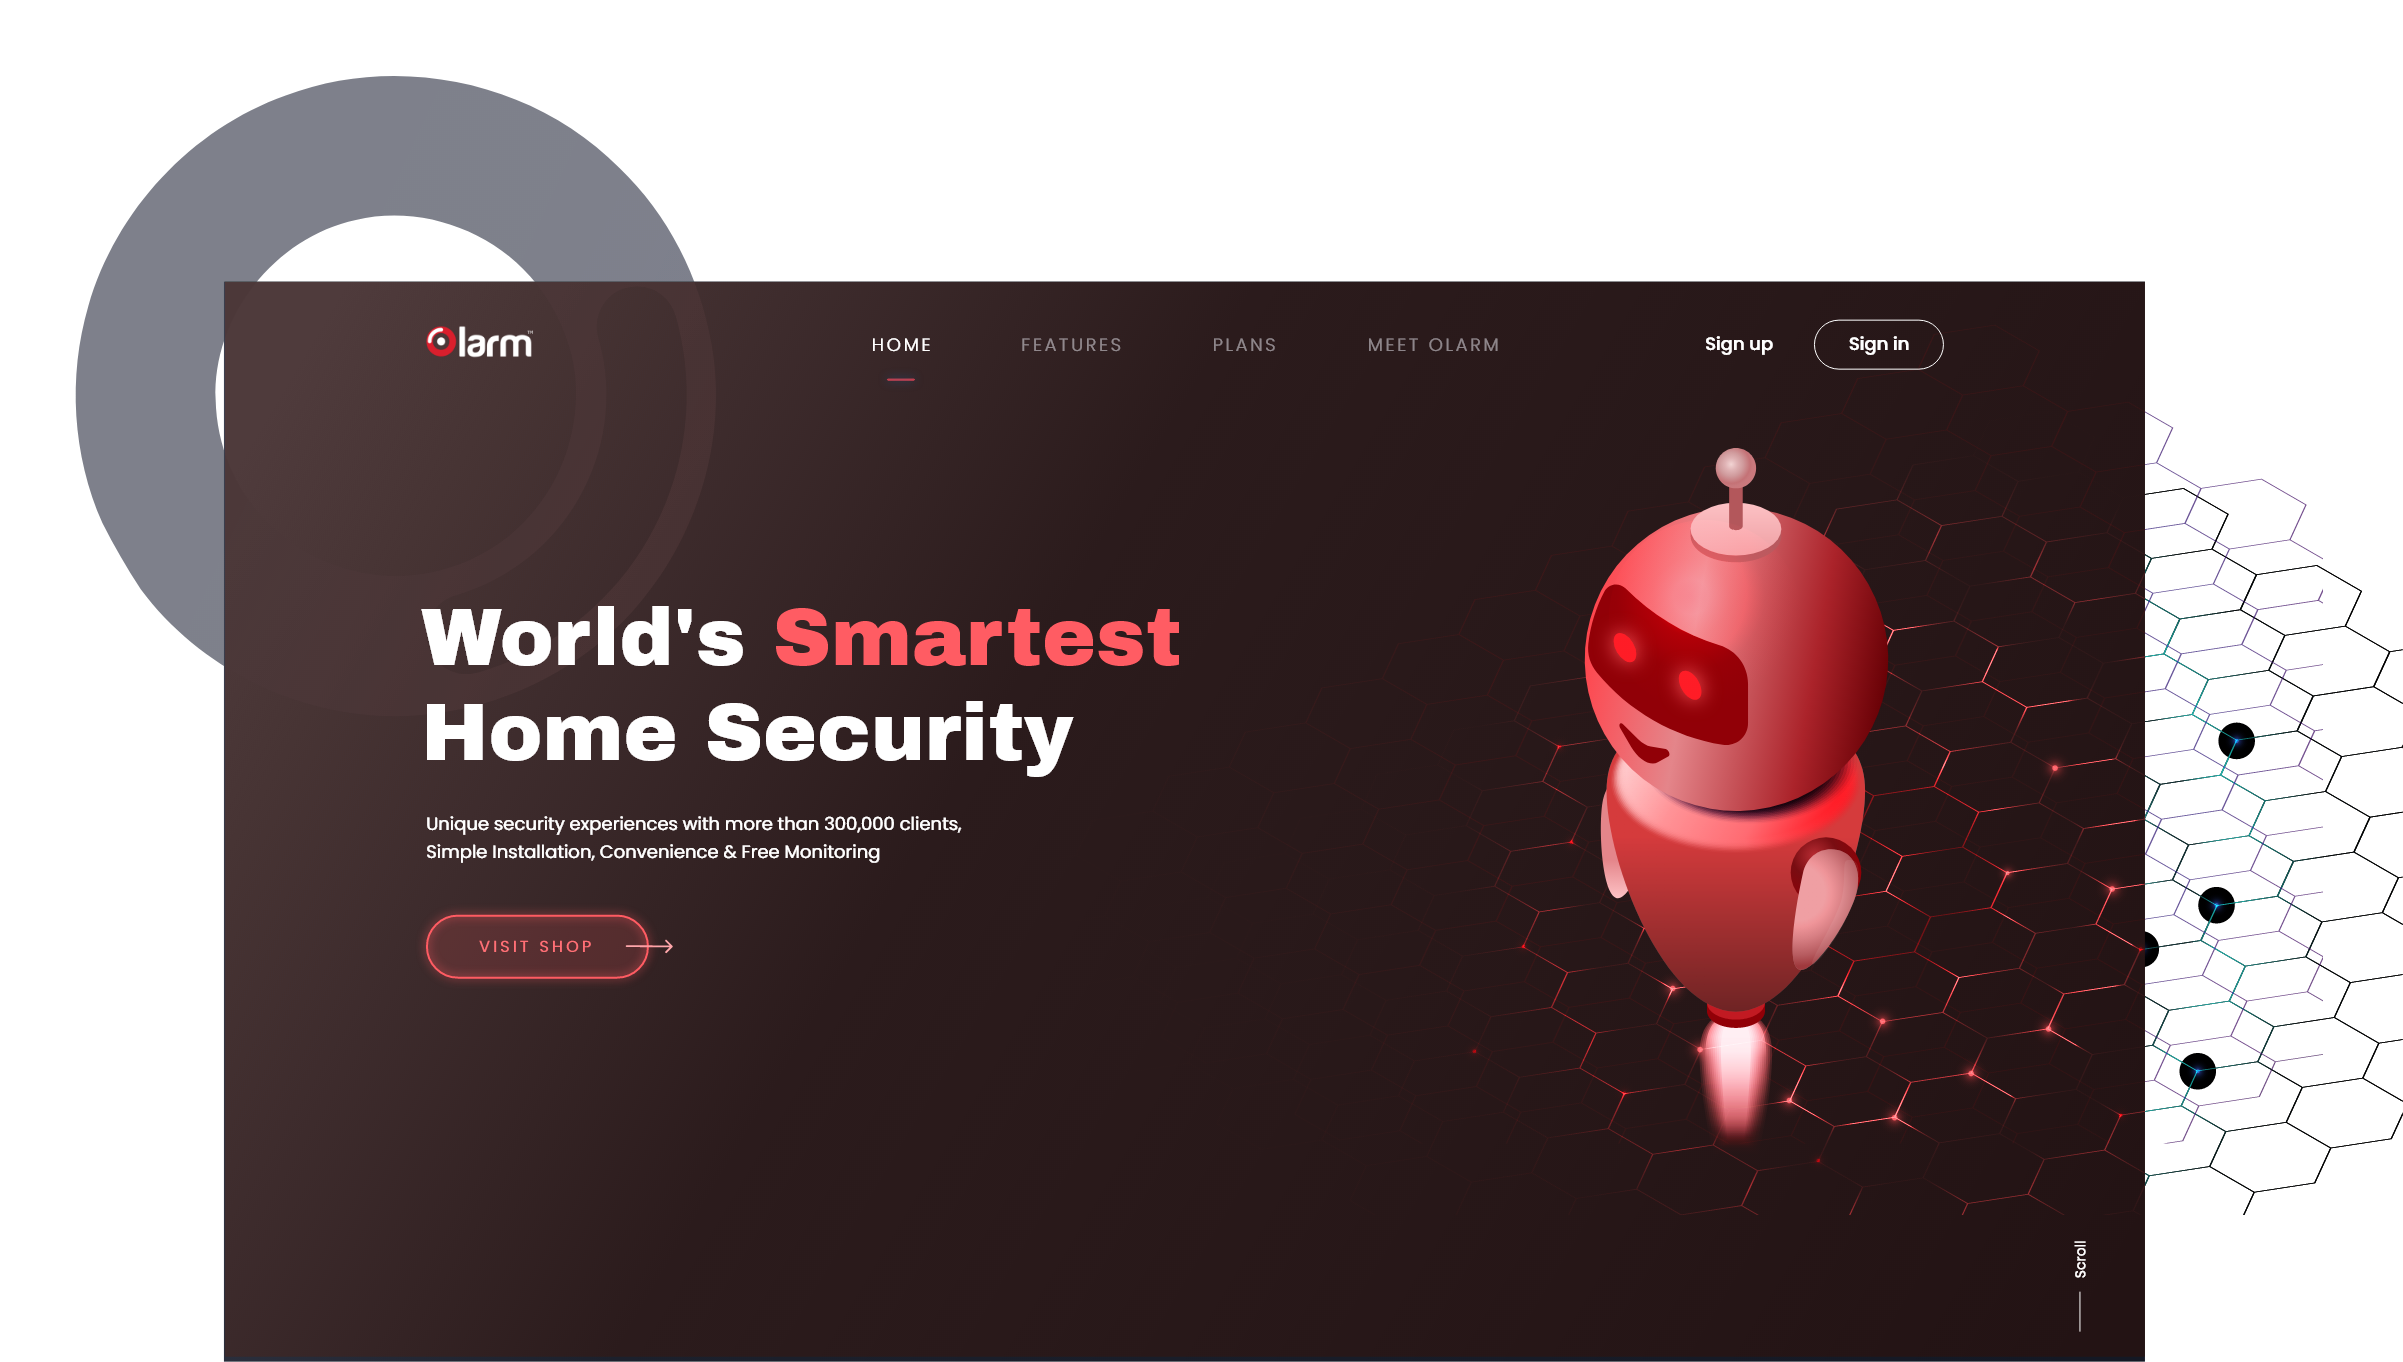 Olarm™
HOME FEATURES PLANS MEET OLARM Sign up Sign in
World's Smartest
Home Security
Unique security experiences with more than 300,000 clients,
Simple Installation, Convenience & Free Monitoring
VISIT SHOP
Scroll